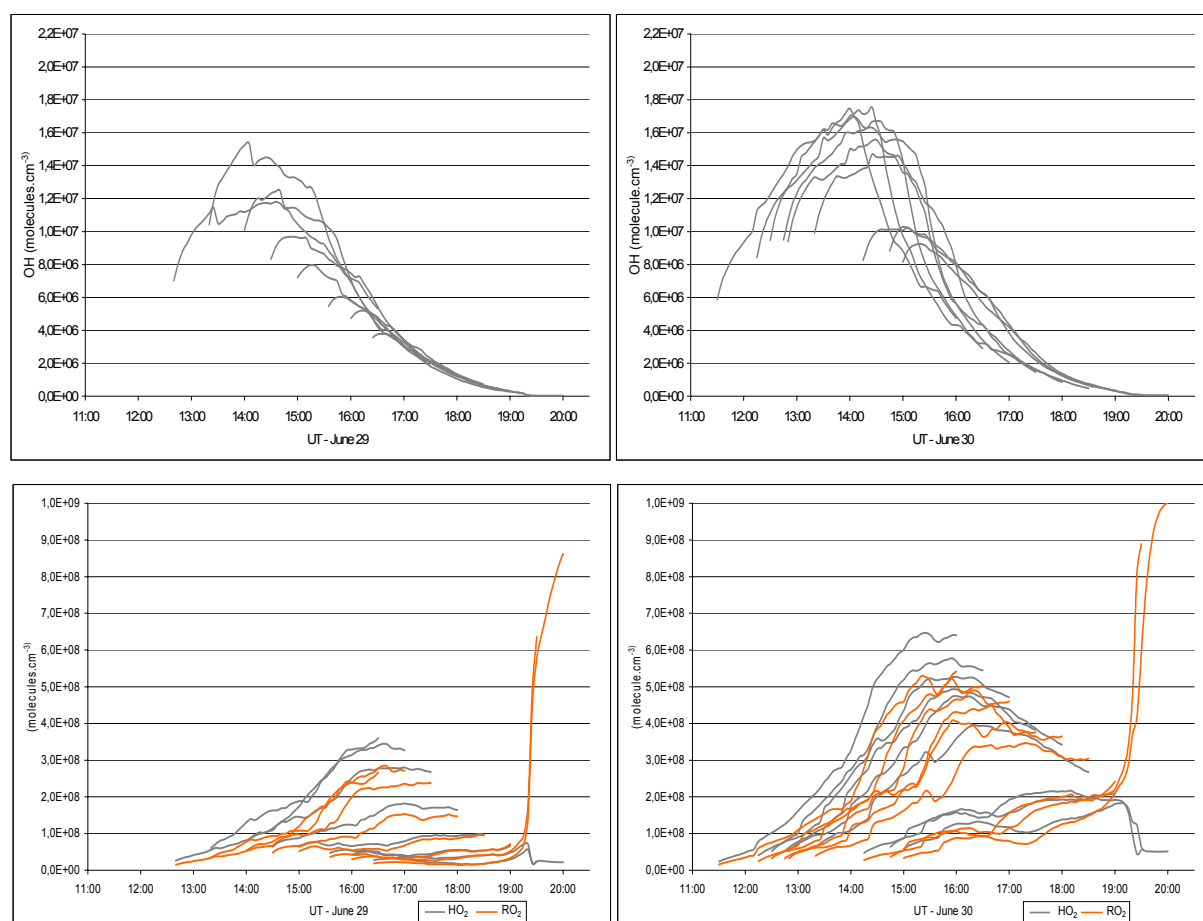 2,2E+07
2,0E+07
1,8E+07
1,6E+07
1,4E+07
1,2E+07
1,0E+07
8,0E+06
6,0E+06
4,0E+06
2,0E+06
0,0E+00
OH (molecules.cm⁻³)
11:00 12:00 13:00 14:00 15:00 16:00 17:00 18:00 19:00 20:00
UT - June 29
2,2E+07
2,0E+07
1,8E+07
1,6E+07
1,4E+07
1,2E+07
1,0E+07
8,0E+06
6,0E+06
4,0E+06
2,0E+06
0,0E+00
OH (molecule.cm⁻³)
11:00 12:00 13:00 14:00 15:00 16:00 17:00 18:00 19:00 20:00
UT - June 30
1,0E+09
9,0E+08
8,0E+08
7,0E+08
6,0E+08
5,0E+08
4,0E+08
3,0E+08
2,0E+08
1,0E+08
0,0E+00
(molecules.cm⁻³)
11:00 12:00 13:00 14:00 15:00 16:00 17:00 18:00 19:00 20:00
UT - June 29
HO₂ RO₂
1,0E+09
9,0E+08
8,0E+08
7,0E+08
6,0E+08
5,0E+08
4,0E+08
3,0E+08
2,0E+08
1,0E+08
0,0E+00
(molecule.cm⁻³)
11:00 12:00 13:00 14:00 15:00 16:00 17:00 18:00 19:00 20:00
UT - June 30
HO₂ RO₂